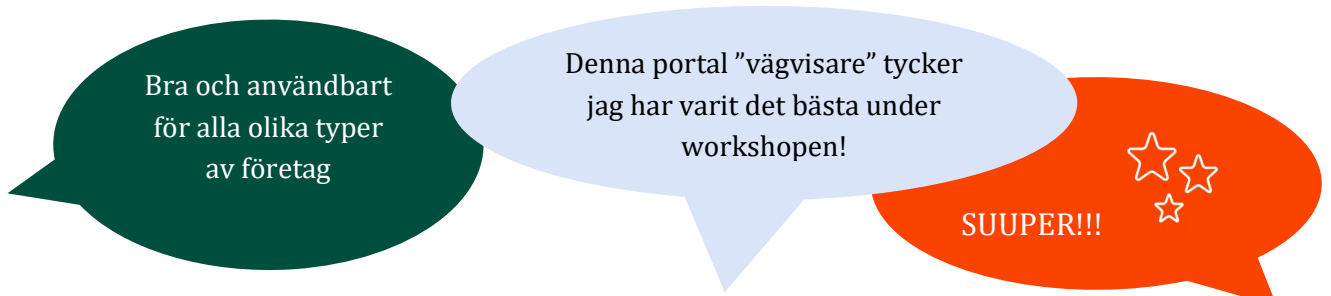 Bra och användbart
för alla olika typer
av företag
Denna portal ”vägvisare” tycker
jag har varit det bästa under
workshopen!
SUUPER!!!